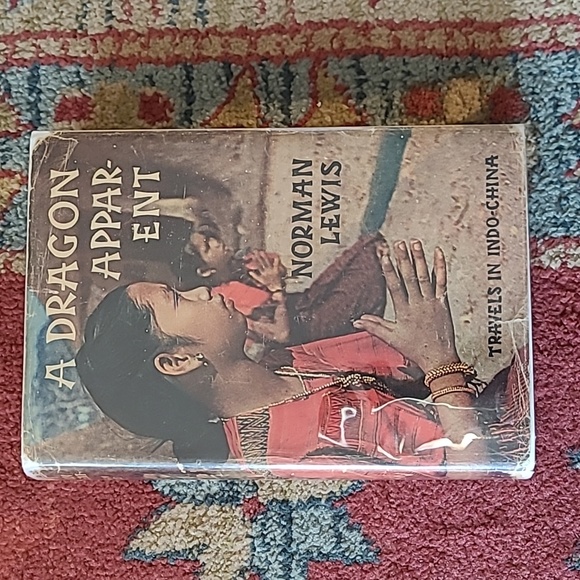 A DRAGON
APPAR-
ENT
NORMAN
LEWIS
TRAVELS IN INDO-CHINA